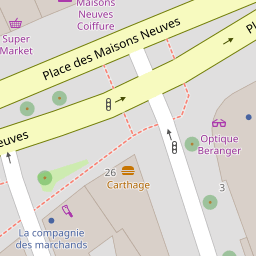 Maisons
Neuves
Coiffure
Super
Market
Place des Maisons Neuves
Pl
euves
Optique
Beranger
26
Carthage
3
La compagnie
des marchands